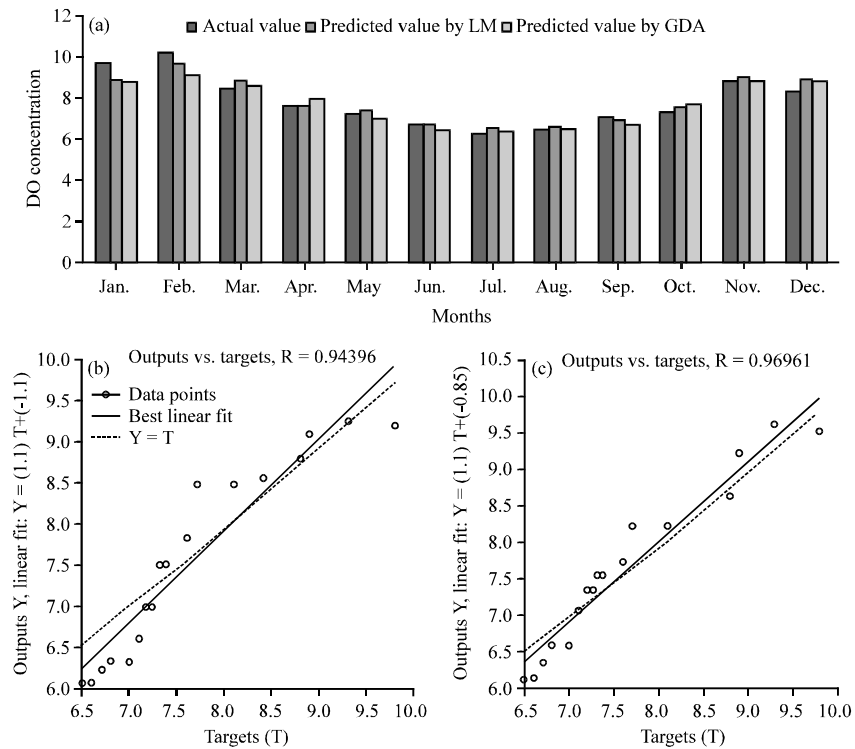 (a)
Actual value Predicted value by LM Predicted value by GDA
DO concentration
12
10
8
6
4
2
0
Jan. Feb. Mar. Apr. May Jun. Jul. Aug. Sep. Oct. Nov. Dec.
Months
(b)
Outputs vs. targets, R = 0.94396
Data points
Best linear fit
Y = T
Outputs Y, linear fit: Y = (1.1) T+(-1.1)
10.0
9.5
9.0
8.5
8.0
7.5
7.0
6.5
6.0
6.5 7.0 7.5 8.0 8.5 9.0 9.5 10.0
Targets (T)
(c)
Outputs vs. targets, R = 0.96961
Outputs Y, linear fit: Y = (1.1) T+(-0.85)
10.5
10.0
9.5
9.0
8.5
8.0
7.5
7.0
6.5
6.0
6.5 7.0 7.5 8.0 8.5 9.0 9.5 10.0
Targets (T)